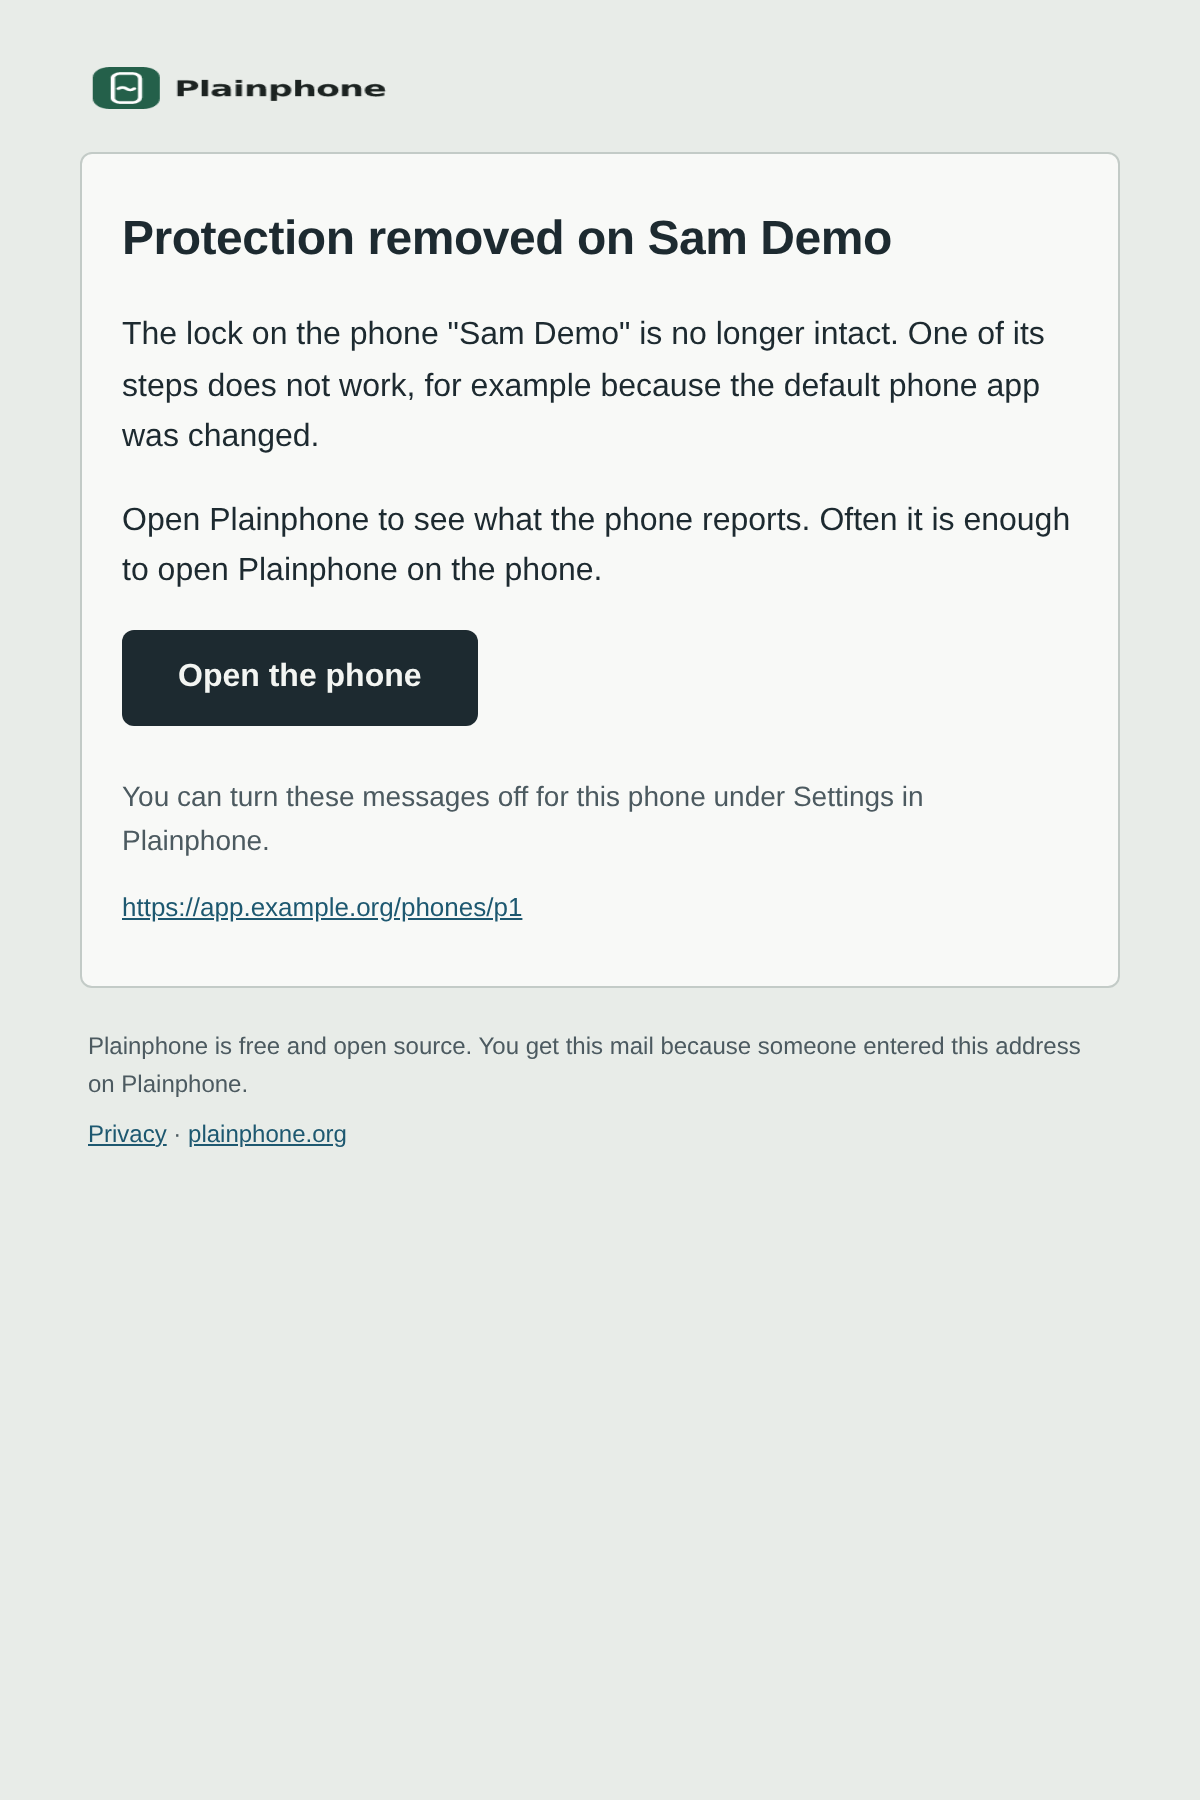 Plainphone
Protection removed on Sam Demo
The lock on the phone "Sam Demo" is no longer intact. One of its
steps does not work, for example because the default phone app
was changed.
Open Plainphone to see what the phone reports. Often it is enough
to open Plainphone on the phone.
Open the phone
You can turn these messages off for this phone under Settings in
Plainphone.
https://app.example.org/phones/p1
Plainphone is free and open source. You get this mail because someone entered this address
on Plainphone.
Privacy · plainphone.org